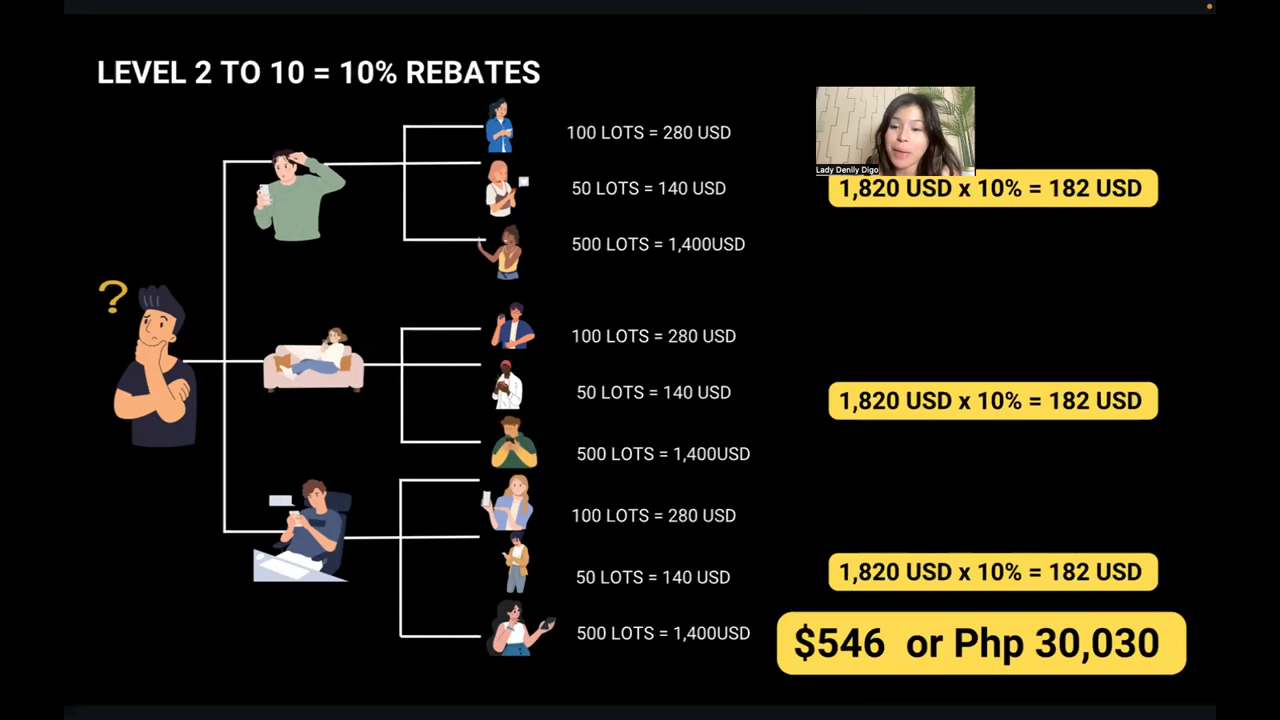 LEVEL 2 TO 10 = 10% REBATES
100 LOTS = 280 USD
50 LOTS = 140 USD
500 LOTS = 1,400USD
Lady Denily Digo
1,820 USD x 10% = 182 USD
?
100 LOTS = 280 USD
50 LOTS = 140 USD
500 LOTS = 1,400USD
1,820 USD x 10% = 182 USD
100 LOTS = 280 USD
50 LOTS = 140 USD
500 LOTS = 1,400USD
1,820 USD x 10% = 182 USD
$546 or Php 30,030